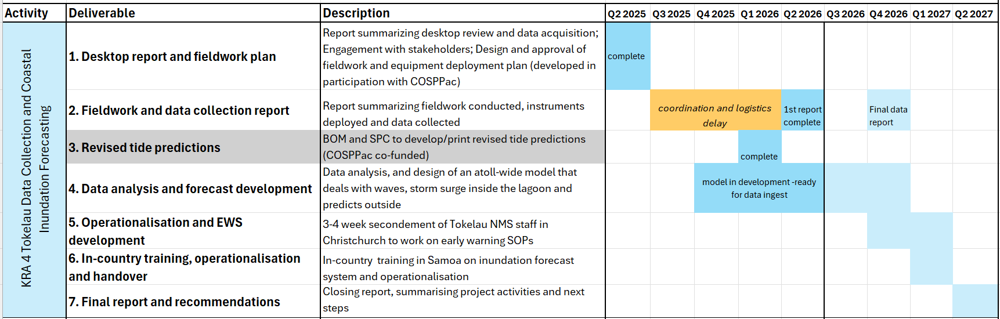 Activity Deliverable Description Q2 2025 Q3 2025 Q4 2025 Q1 2026 Q2 2026 Q3 2026 Q4 2026 Q1 2027 Q2 2027
KRA 4 Tokelau Data Collection and Coastal
Inundation Forecasting
1. Desktop report and fieldwork plan
Report summarizing desktop review and data acquisition;
Engagement with stakeholders; Design and approval of
fieldwork and equipment deployment plan (developed in
participation with COSPPac)
complete
2. Fieldwork and data collection report
Report summarizing fieldwork conducted, instruments
deployed and data collected
coordination and logistics
delay
1st report
complete
Final data
report
3. Revised tide predictions
BOM and SPC to develop/print revised tide predictions
(COSPPac co-funded)
complete
4. Data analysis and forecast development
Data analysis, and design of an atoll-wide model that
deals with waves, storm surge inside the lagoon and
predicts outside
model in development -ready
for data ingest
5. Operationalisation and EWS
development
3-4 week secondement of Tokelau NMS staff in
Christchurch to work on early warning SOPs
6. In-country training, operationalisation
and handover
In-country  training in Samoa on inundation forecast
system and operationalisation
7. Final report and recommendations
Closing report, summarising project activities and next
steps